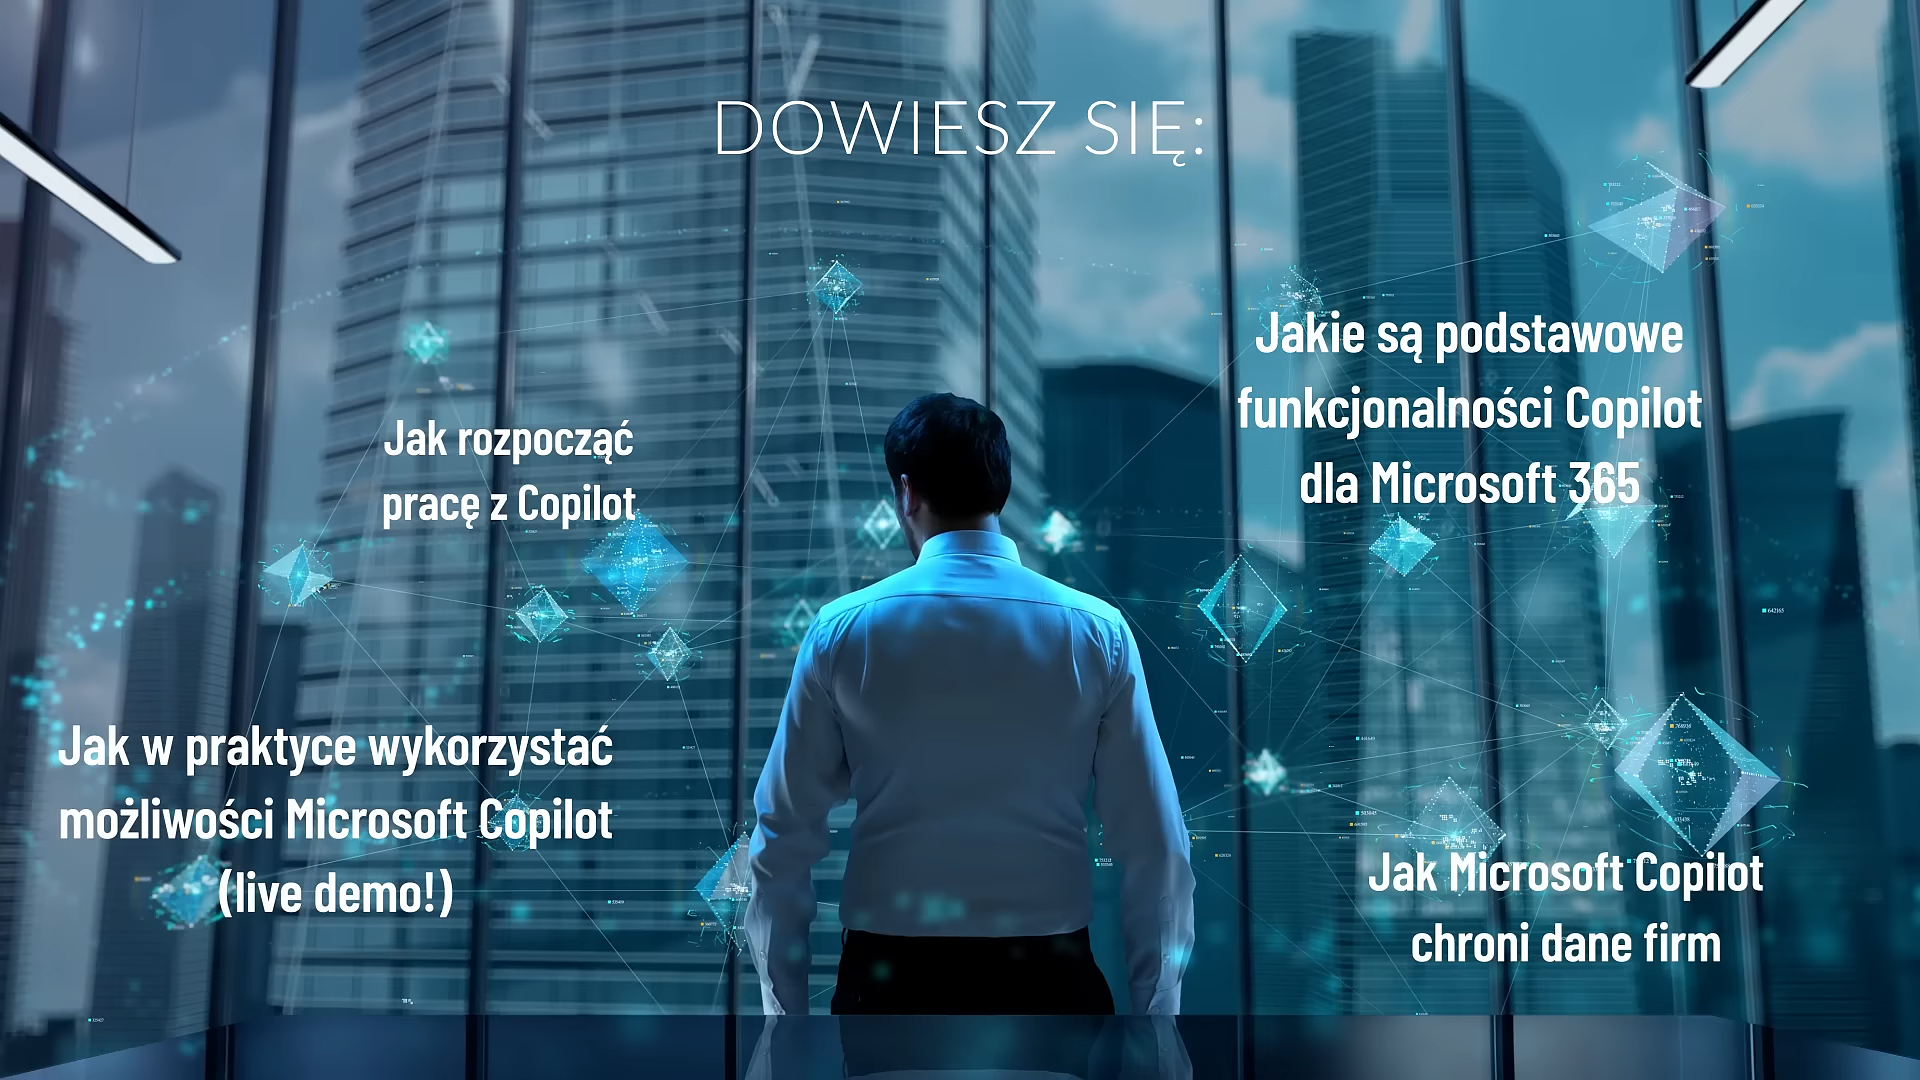 DOWIESZ SIĘ:
Jak rozpocząć
pracę z Copilot
Jakie są podstawowe
funkcjonalności Copilot
dla Microsoft 365
Jak w praktyce wykorzystać
możliwości Microsoft Copilot
(live demo!)
Jak Microsoft Copilot
chroni dane firm